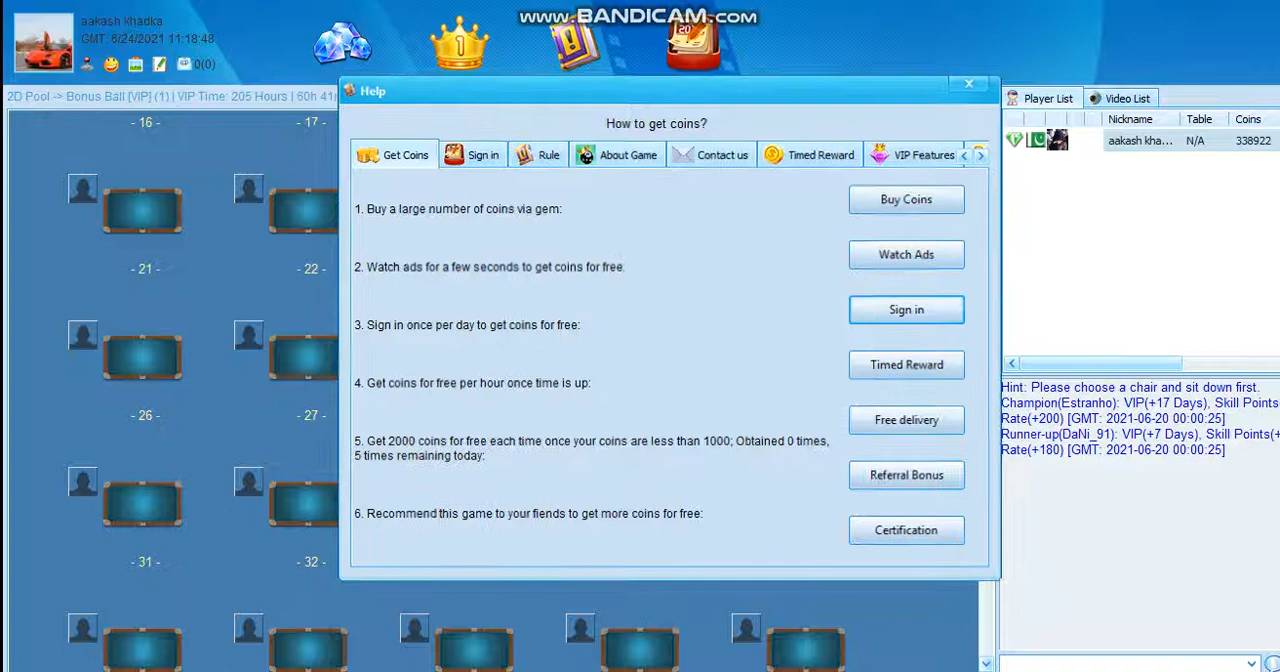 www.BANDICAM.com
aakash khadka
GMT: 6/24/2021 11:18:48
0(0)
1
20
2D Pool -> Bonus Ball [VIP] (1) | VIP Time: 205 Hours | 60h 41
Help
How to get coins?
Get Coins
Sign in
Rule
About Game
Contact us
Timed Reward
VIP Features
1. Buy a large number of coins via gem:
Buy Coins
2. Watch ads for a few seconds to get coins for free.
Watch Ads
3. Sign in once per day to get coins for free:
Sign in
4. Get coins for free per hour once time is up:
Timed Reward
5. Get 2000 coins for free each time once your coins are less than 1000; Obtained 0 times,
5 times remaining today:
Free delivery
Referral Bonus
6. Recommend this game to your fiends to get more coins for free:
Certification
- 16 -
- 17 -
- 21 -
- 22 -
- 26 -
- 27 -
- 31 -
- 32 -
Player List
Video List
Nickname Table Coins
aakash kha... N/A 338922
Hint: Please choose a chair and sit down first.
Champion(Estranho): VIP(+17 Days), Skill Points
Rate(+200) [GMT: 2021-06-20 00:00:25]
Runner-up(DaNi_91): VIP(+7 Days), Skill Points(+
Rate(+180) [GMT: 2021-06-20 00:00:25]